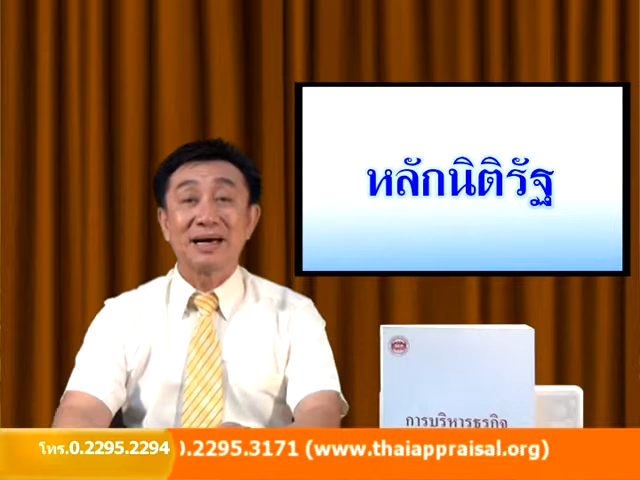 หลักนิติรัฐ
การบริหารธุรกิจ
โทร.0.2295.2294 0.2295.3171 (www.thaiappraisal.org)